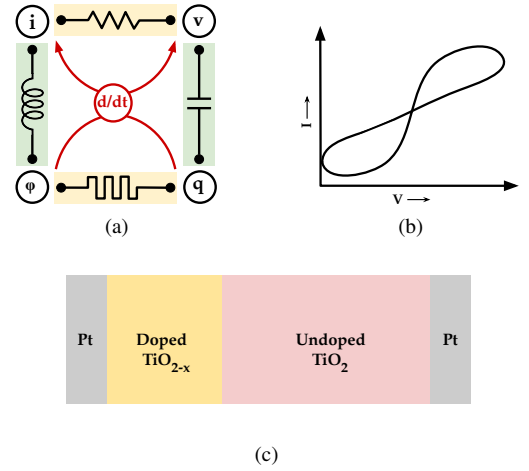 i
v
d/dt
φ
q
(a)
I →
V →
(b)
Pt
Doped
TiO2-x
Undoped
TiO2
Pt
(c)